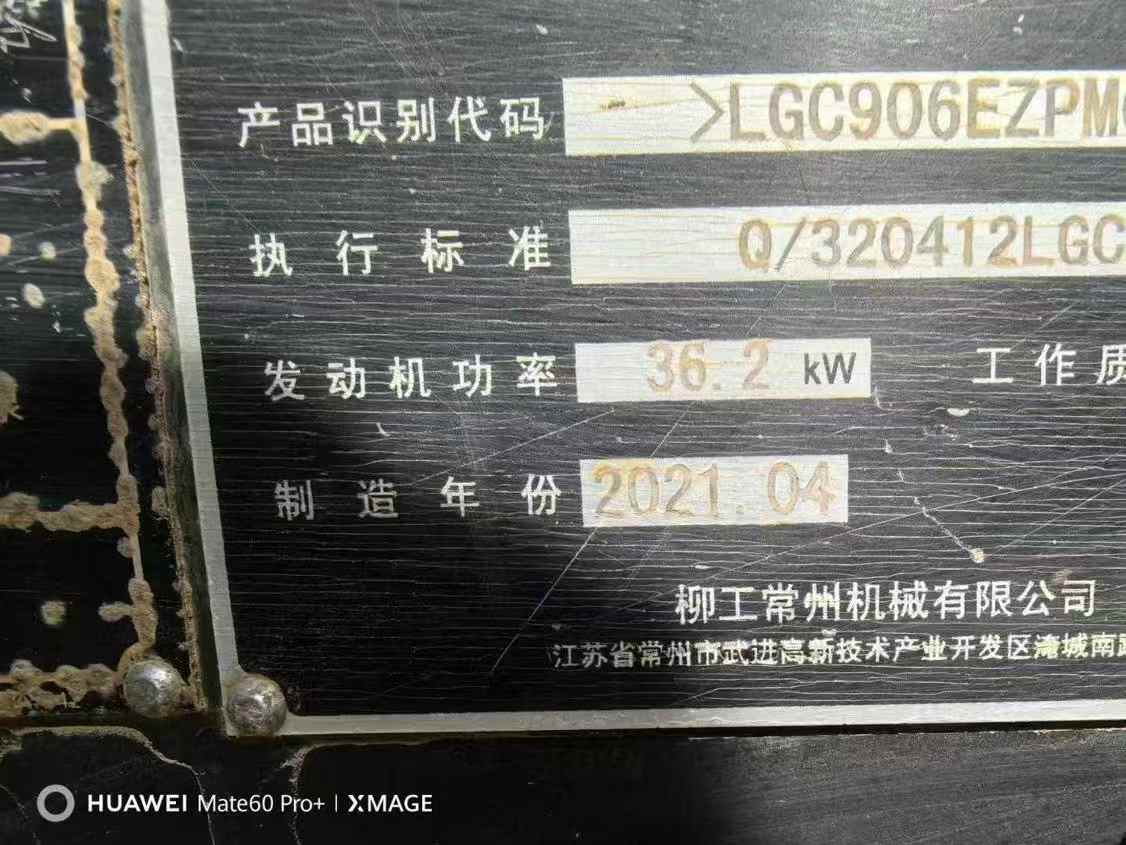 产品识别代码 >LGC906EZPM
执行标准 Q/320412LGC
发动机功率 36.2 kW 工作质
制造年份 2021.04
柳工常州机械有限公司
江苏省常州市武进高新技术产业开发区淹城南路
HUAWEI Mate60 Pro+ | XMAGE